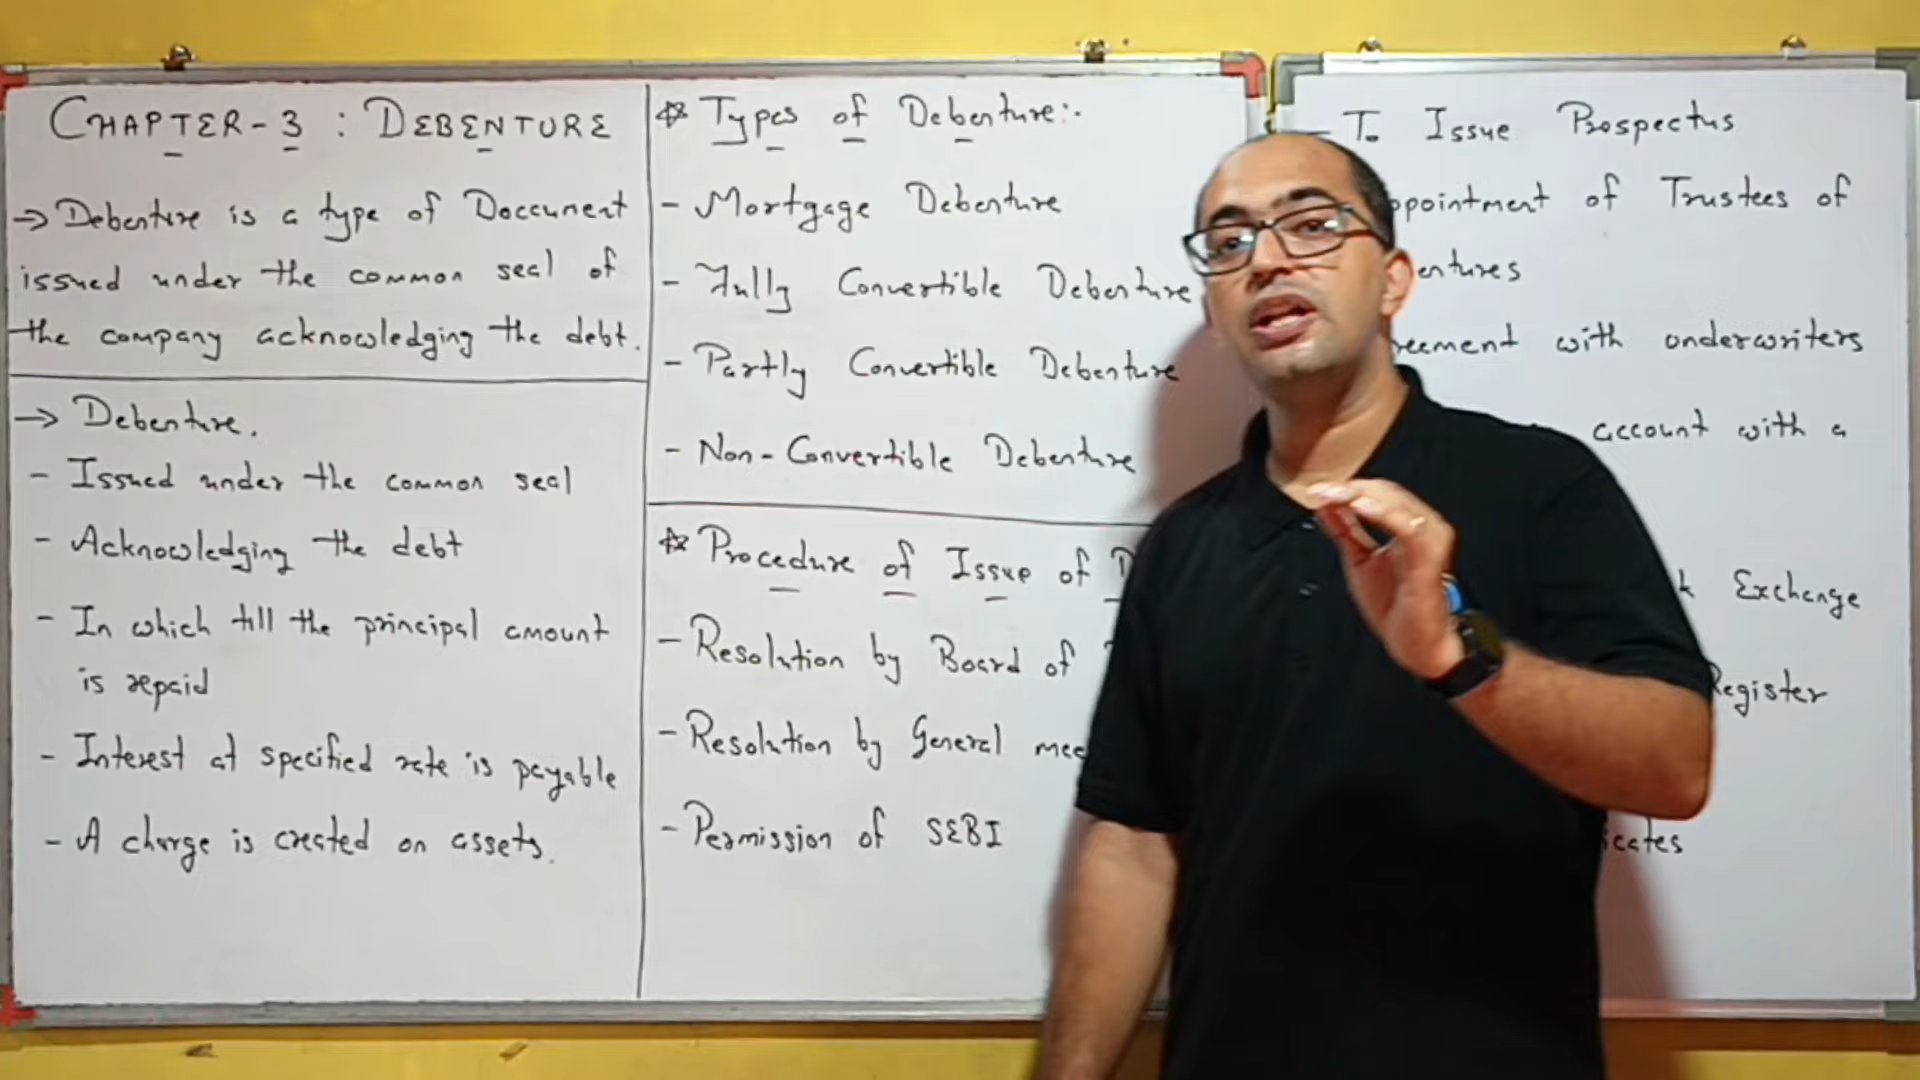 CHAPTER-3 : DEBENTURE
→ Debenture is a type of Document
issued under the common seal of
the company acknowledging the debt.
→ Debenture.
- Issued under the common seal
- Acknowledging the debt
- In which till the principal amount
is repaid
- Interest at specified rate is payable
- A charge is created on assets.
☆ Types of Debenture:-
- Mortgage Debenture
- Fully Convertible Debenture
- Partly Convertible Debenture
- Non-Convertible Debenture
☆ Procedure of Issue of
- Resolution by Board of
- Resolution by General
- Permission of SEBI
- To Issue Prospectus
of Trustees of
with underwriters
account with a
Exchange
Register